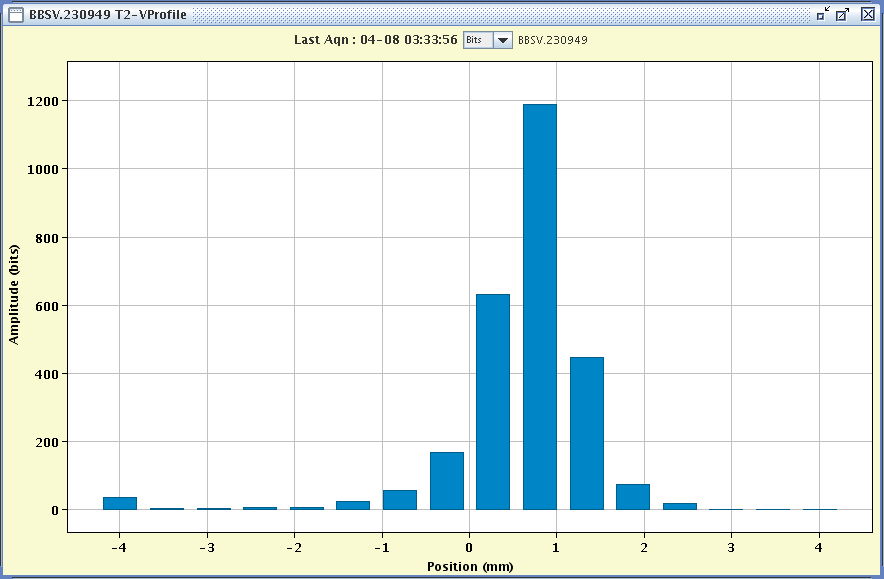 BBSV.230949 T2-VProfile
Last Aqn : 04-08 03:33:56 Bits BBSV.230949
1200
1000
800
600
400
200
0
Amplitude (bits)
-4 -3 -2 -1 0 1 2 3 4
Position (mm)